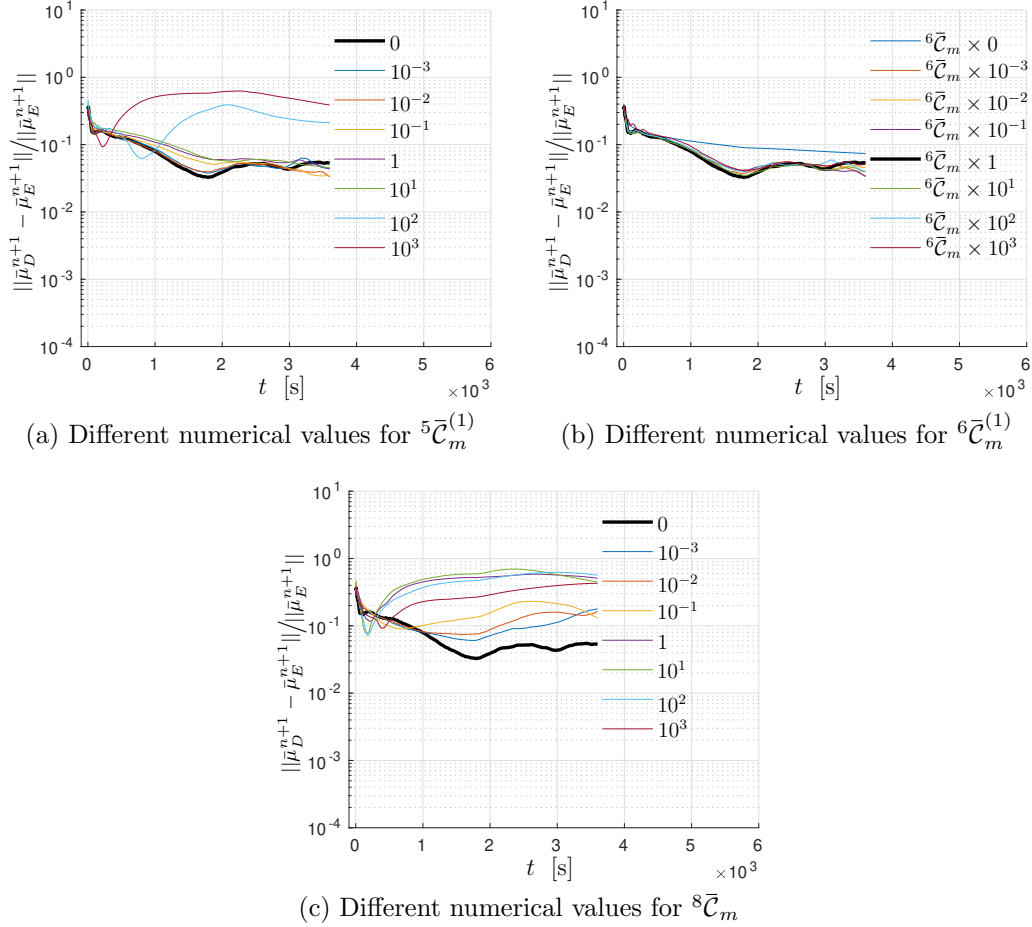 10^1
10^0
10^-1
10^-2
10^-3
10^-4
||μ̄_D^{n+1} − μ̄_E^{n+1}||/||μ̄_E^{n+1}||
0
10^-3
10^-2
10^-1
1
10^1
10^2
10^3
0 1 2 3 4 5 6
t [s]
×10^3
(a) Different numerical values for ^5C̄_m^(1)
10^1
10^0
10^-1
10^-2
10^-3
10^-4
||μ̄_D^{n+1} − μ̄_E^{n+1}||/||μ̄_E^{n+1}||
^6C̄_m × 0
^6C̄_m × 10^-3
^6C̄_m × 10^-2
^6C̄_m × 10^-1
^6C̄_m × 1
^6C̄_m × 10^1
^6C̄_m × 10^2
^6C̄_m × 10^3
0 1 2 3 4 5 6
t [s]
×10^3
(b) Different numerical values for ^6C̄_m^(1)
10^1
10^0
10^-1
10^-2
10^-3
10^-4
||μ̄_D^{n+1} − μ̄_E^{n+1}||/||μ̄_E^{n+1}||
0
10^-3
10^-2
10^-1
1
10^1
10^2
10^3
0 1 2 3 4 5 6
t [s]
×10^3
(c) Different numerical values for ^8C̄_m